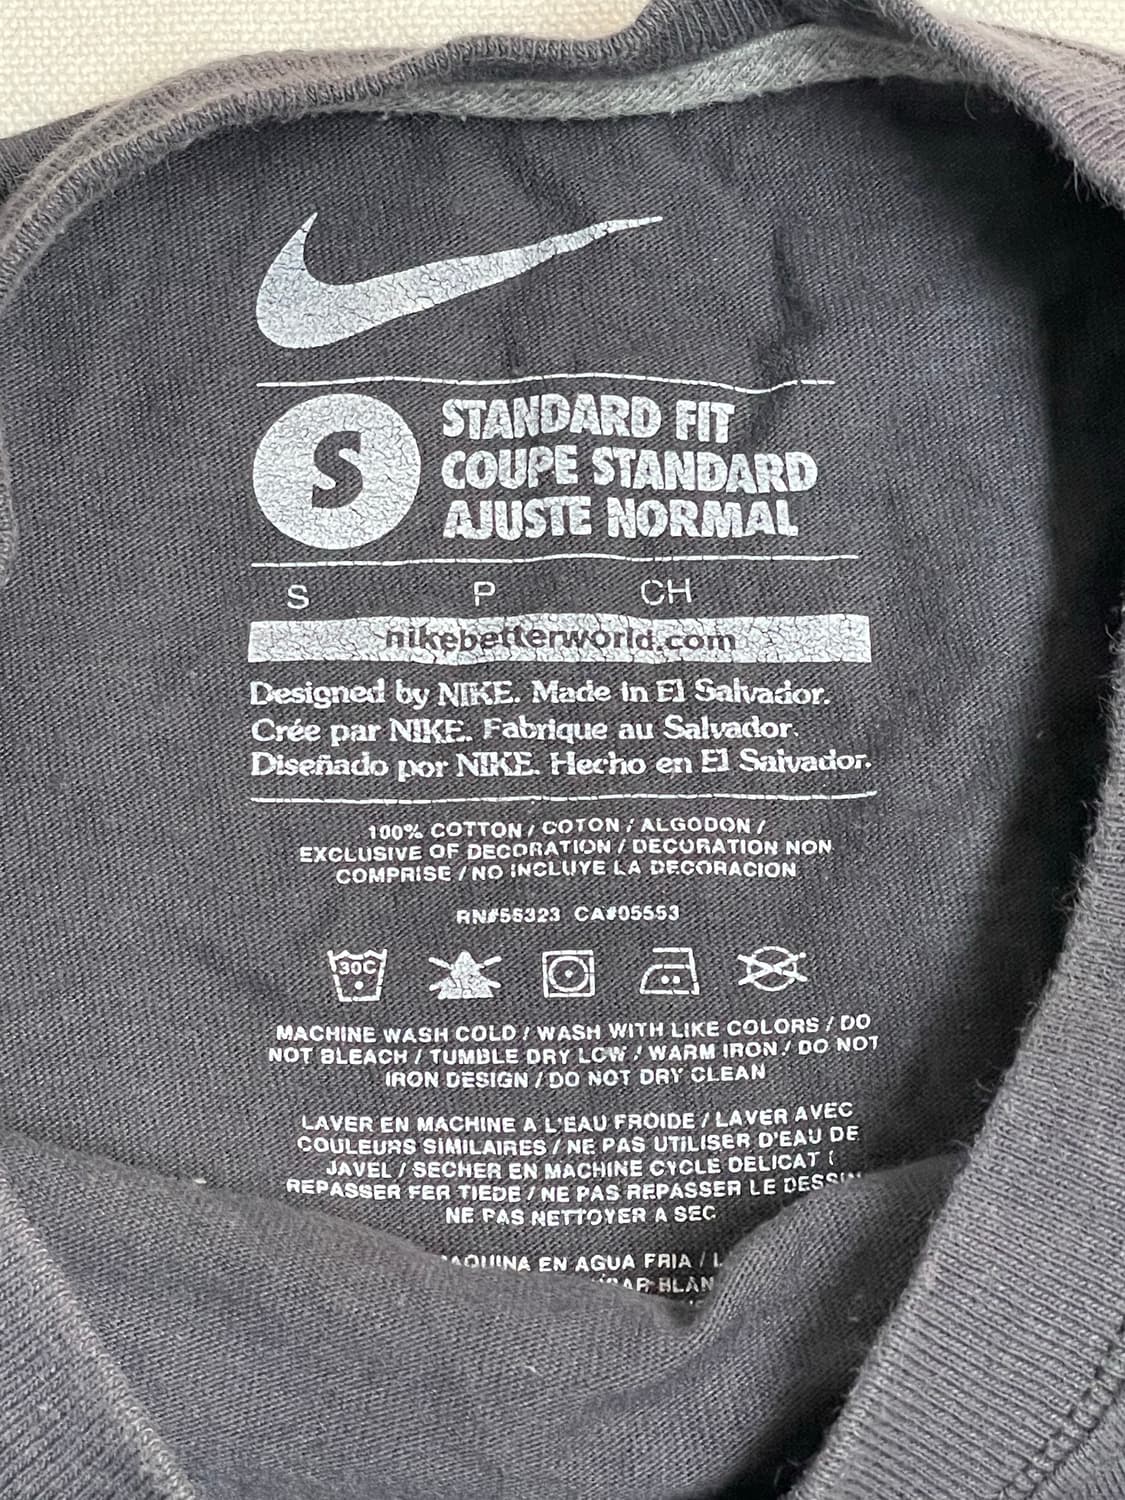 S
STANDARD FIT
COUPE STANDARD
AJUSTE NORMAL
S P CH
nikebetterworld.com
Designed by NIKE. Made in El Salvador.
Crée par NIKE. Fabrique au Salvador.
Diseñado por NIKE. Hecho en El Salvador.
100% COTTON / COTON / ALGODON /
EXCLUSIVE OF DECORATION / DECORATION NON
COMPRISE / NO INCLUYE LA DECORACION
RN#56323 CA#05553
30C
MACHINE WASH COLD / WASH WITH LIKE COLORS / DO
NOT BLEACH / TUMBLE DRY LOW / WARM IRON / DO NOT
IRON DESIGN / DO NOT DRY CLEAN
LAVER EN MACHINE A L'EAU FROIDE / LAVER AVEC
COULEURS SIMILAIRES / NE PAS UTILISER D'EAU DE
JAVEL / SECHER EN MACHINE CYCLE DELICAT /
REPASSER FER TIEDE / NE PAS REPASSER LE DESSIN
NE PAS NETTOYER A SEC
EN AGUA FRIA /